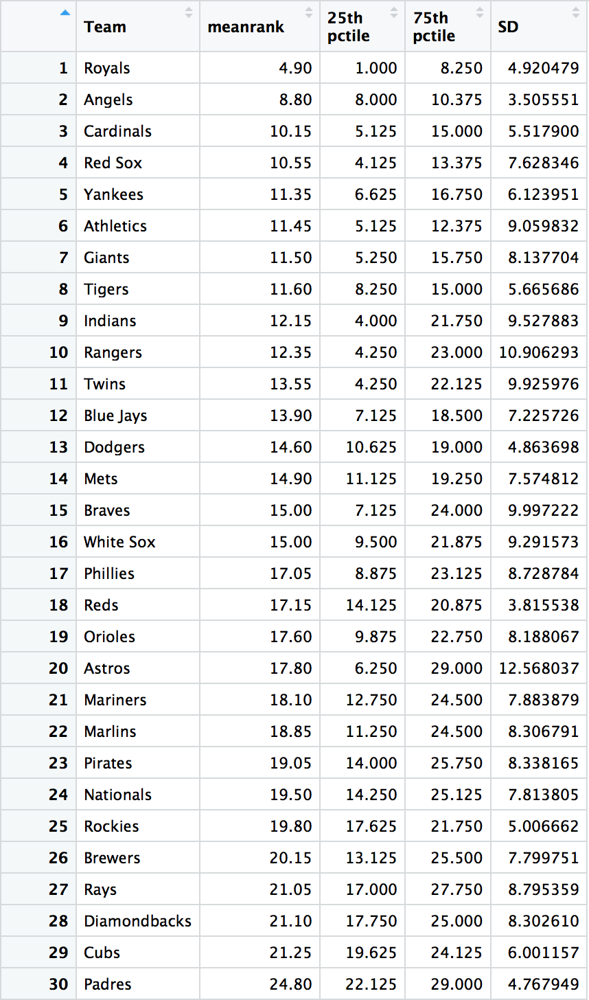 Team meanrank 25th pctile 75th pctile SD
1 Royals 4.90 1.000 8.250 4.920479
2 Angels 8.80 8.000 10.375 3.505551
3 Cardinals 10.15 5.125 15.000 5.517900
4 Red Sox 10.55 4.125 13.375 7.628346
5 Yankees 11.35 6.625 16.750 6.123951
6 Athletics 11.45 5.125 12.375 9.059832
7 Giants 11.50 5.250 15.750 8.137704
8 Tigers 11.60 8.250 15.000 5.665686
9 Indians 12.15 4.000 21.750 9.527883
10 Rangers 12.35 4.250 23.000 10.906293
11 Twins 13.55 4.250 22.125 9.925976
12 Blue Jays 13.90 7.125 18.500 7.225726
13 Dodgers 14.60 10.625 19.000 4.863698
14 Mets 14.90 11.125 19.250 7.574812
15 Braves 15.00 7.125 24.000 9.997222
16 White Sox 15.00 9.500 21.875 9.291573
17 Phillies 17.05 8.875 23.125 8.728784
18 Reds 17.15 14.125 20.875 3.815538
19 Orioles 17.60 9.875 22.750 8.188067
20 Astros 17.80 6.250 29.000 12.568037
21 Mariners 18.10 12.750 24.500 7.883879
22 Marlins 18.85 11.250 24.500 8.306791
23 Pirates 19.05 14.000 25.750 8.338165
24 Nationals 19.50 14.250 25.125 7.813805
25 Rockies 19.80 17.625 21.750 5.006662
26 Brewers 20.15 13.125 25.500 7.799751
27 Rays 21.05 17.000 27.750 8.795359
28 Diamondbacks 21.10 17.750 25.000 8.302610
29 Cubs 21.25 19.625 24.125 6.001157
30 Padres 24.80 22.125 29.000 4.767949